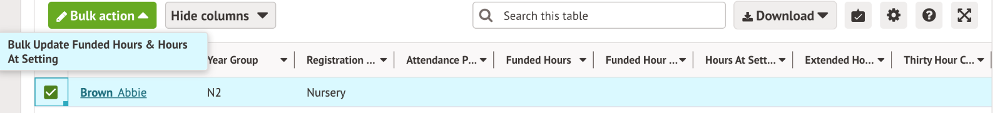 Bulk action Hide columns Search this table Download
Bulk Update Funded Hours & Hours
At Setting
Year Group Registration ... Attendance P... Funded Hours Funded Hour ... Hours At Sett... Extended Ho... Thirty Hour C...
Brown Abbie N2 Nursery